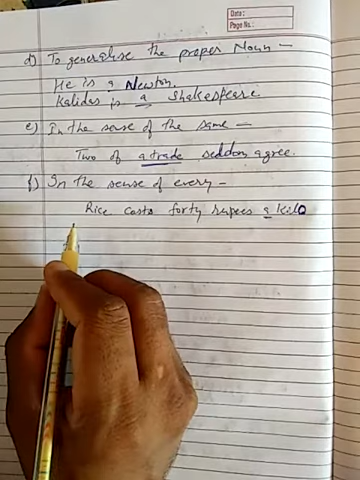 Date:
Page No.:
d) To generalise the proper Noun -
He is a Newton.
Kalidas is a Shakespeare.
e) In the sense of the same -
Two of a trade seldom agree.
f) In the sense of every -
Rice costs forty rupees a kilo